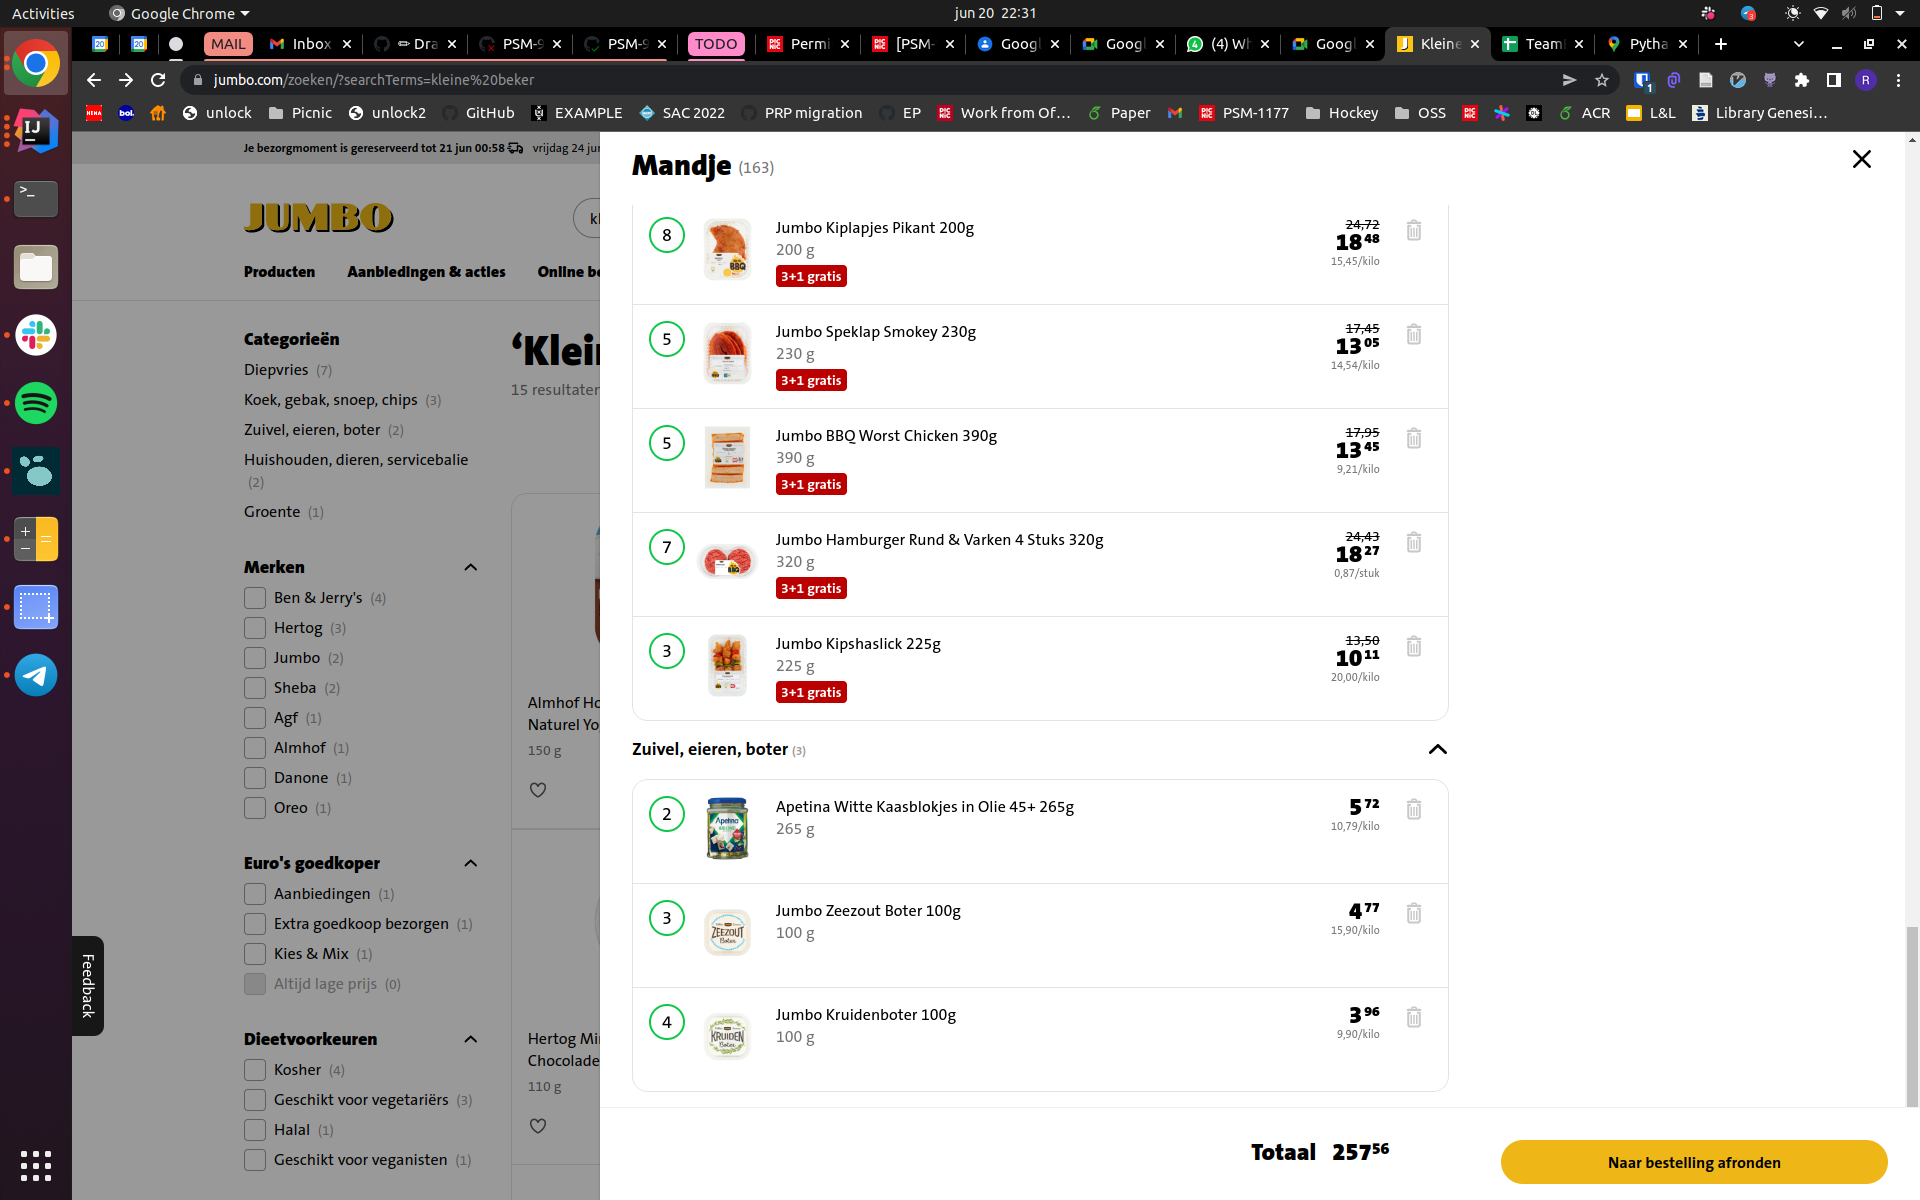 Activities
Google Chrome
jun 20 22:31
MAIL
Inbox
Dra
PSM-9
PSM-9
TODO
Permi
[PSM-
Googl
Googl
(4) Wh
Googl
Kleine
Team
Pytha
jumbo.com/zoeken/?searchTerms=kleine%20beker
unlock
Picnic
unlock2
GitHub
EXAMPLE
SAC 2022
PRP migration
EP
Work from Of…
Paper
PSM-1177
Hockey
OSS
ACR
L&L
Library Genesi…
Je bezorgmoment is gereserveerd tot 21 jun 00:58
vrijdag 24 jun
JUMBO
kl
Producten
Aanbiedingen & acties
Online be
Categorieën
Diepvries (7)
Koek, gebak, snoep, chips (3)
Zuivel, eieren, boter (2)
Huishouden, dieren, servicebalie
(2)
Groente (1)
Merken
Ben & Jerry's (4)
Hertog (3)
Jumbo (2)
Sheba (2)
Agf (1)
Almhof (1)
Danone (1)
Oreo (1)
Euro's goedkoper
Aanbiedingen (1)
Extra goedkoop bezorgen (1)
Kies & Mix (1)
Altijd lage prijs (0)
Feedback
Dieetvoorkeuren
Kosher (4)
Geschikt voor vegetariërs (3)
Halal (1)
Geschikt voor veganisten (1)
‘Klei
15 resultaten
Almhof Ho
Naturel Yo
150 g
Hertog Mi
Chocolade
110 g
Mandje (163)
8
Jumbo Kiplapjes Pikant 200g
200 g
3+1 gratis
24,72
18 48
15,45/kilo
5
Jumbo Speklap Smokey 230g
230 g
3+1 gratis
17,45
13 05
14,54/kilo
5
Jumbo BBQ Worst Chicken 390g
390 g
3+1 gratis
17,95
13 45
9,21/kilo
7
Jumbo Hamburger Rund & Varken 4 Stuks 320g
320 g
3+1 gratis
24,43
18 27
0,87/stuk
3
Jumbo Kipshaslick 225g
225 g
3+1 gratis
13,50
10 11
20,00/kilo
Zuivel, eieren, boter (3)
2
Apetina Witte Kaasblokjes in Olie 45+ 265g
265 g
5 72
10,79/kilo
3
Jumbo Zeezout Boter 100g
100 g
4 77
15,90/kilo
4
Jumbo Kruidenboter 100g
100 g
3 96
9,90/kilo
Totaal 257 56
Naar bestelling afronden